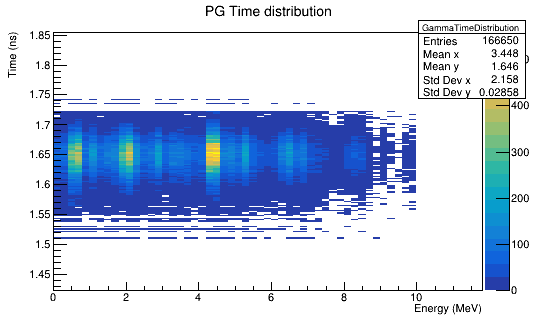 PG Time distribution
GammaTimeDistribution
Entries 166650
Mean x 3.448
Mean y 1.646
Std Dev x 2.158
Std Dev y 0.02858
Time (ns)
1.85
1.8
1.75
1.7
1.65
1.6
1.55
1.5
1.45
0 2 4 6 8 10
Energy (MeV)
400
300
200
100
0